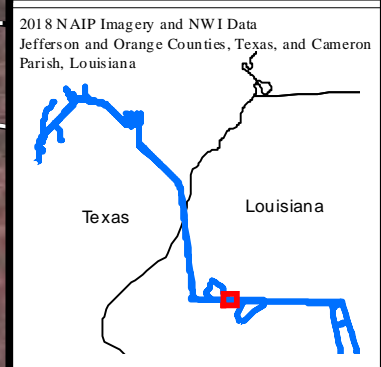 2018 NAIP Imagery and NWI Data
Jefferson and Orange Counties, Texas, and Cameron
Parish, Louisiana
Louisiana
Texas